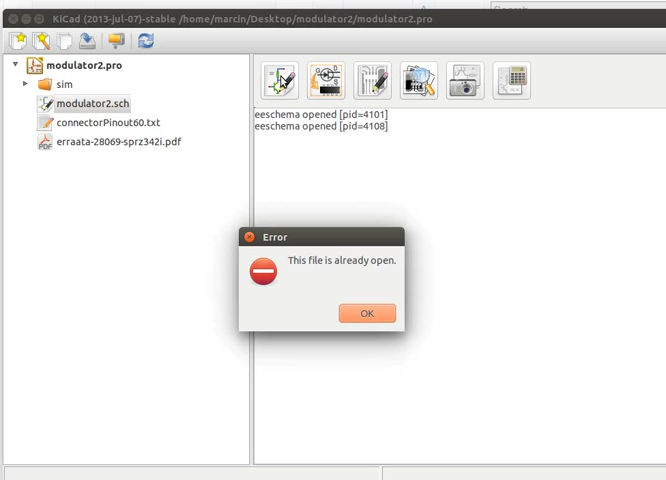 Search
KiCad (2013-jul-07)-stable /home/marcin/Desktop/modulator2/modulator2.pro
modulator2.pro
sim
modulator2.sch
connectorPinout60.txt
erraata-28069-sprz342i.pdf
eeschema opened [pid=4101]
eeschema opened [pid=4108]
Error
This file is already open.
OK